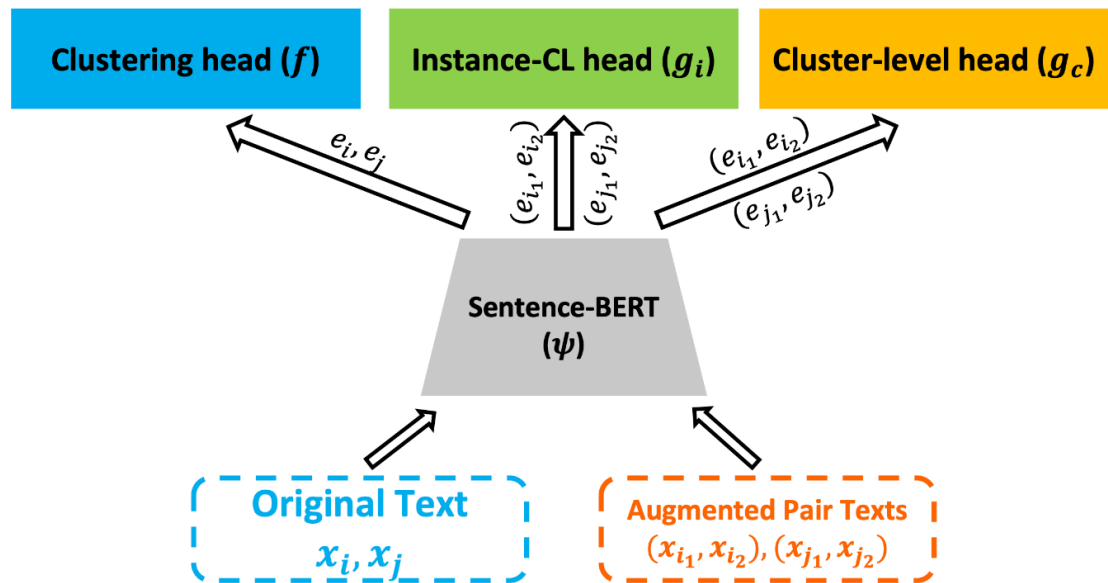 Clustering head (f)
Instance-CL head (g_i)
Cluster-level head (g_c)
e_i, e_j
(e_{i_1}, e_{i_2})
(e_{j_1}, e_{j_2})
(e_{i_1}, e_{i_2})
(e_{j_1}, e_{j_2})
Sentence-BERT
(ψ)
Original Text
x_i, x_j
Augmented Pair Texts
(x_{i_1}, x_{i_2}), (x_{j_1}, x_{j_2})